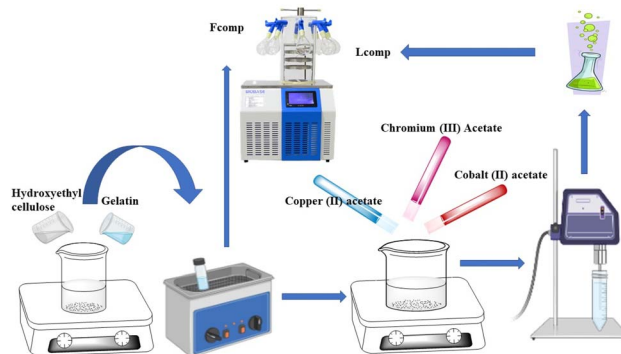 Fcomp
Lcomp
Chromium (III) Acetate
Hydroxyethyl
cellulose
Gelatin
Copper (II) acetate
Cobalt (II) acetate